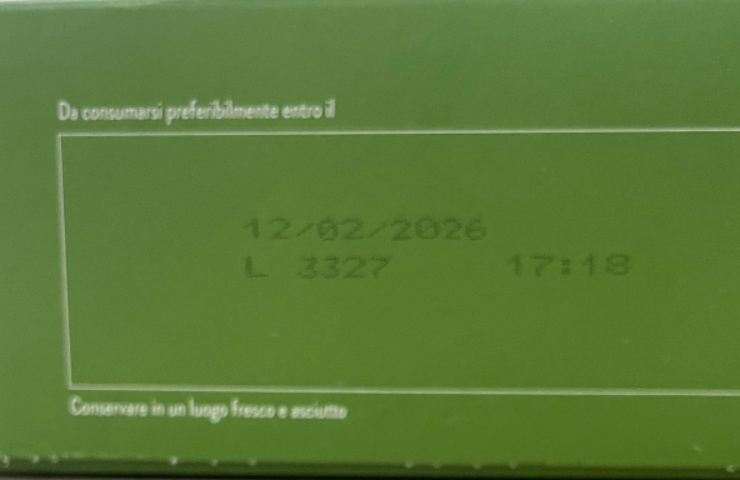 Da consumarsi preferibilmente entro il
12/02/2026
L 3327 17:18
Conservare in un luogo fresco e asciutto